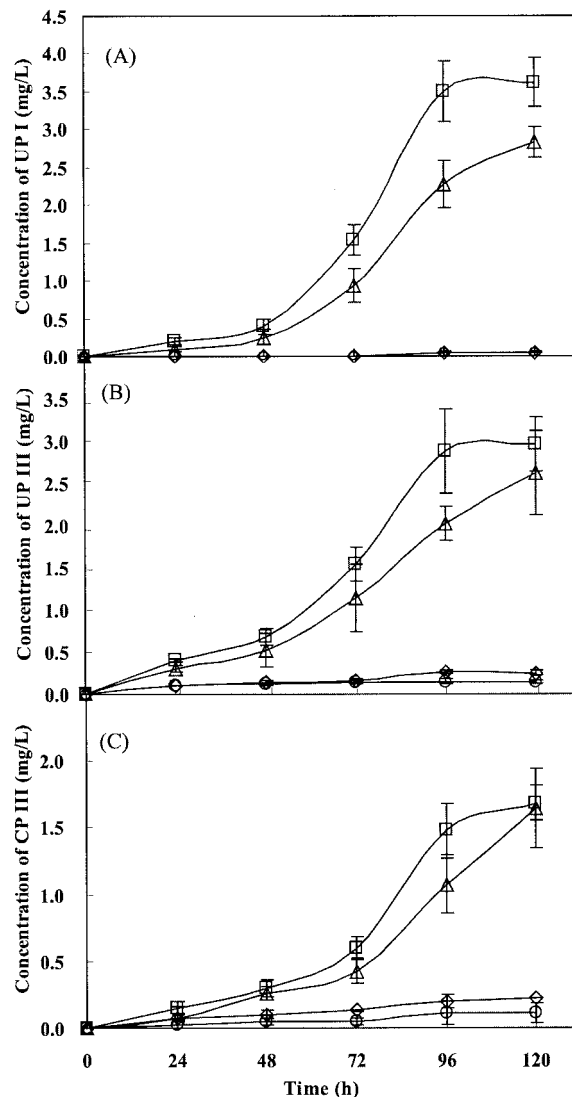 (A)
Concentration of UP I (mg/L)
4.5
4.0
3.5
3.0
2.5
2.0
1.5
1.0
0.5
0.0
(B)
Concentration of UP III (mg/L)
3.5
3.0
2.5
2.0
1.5
1.0
0.5
0.0
(C)
Concentration of CP III (mg/L)
2.0
1.5
1.0
0.5
0.0
0 24 48 72 96 120
Time (h)